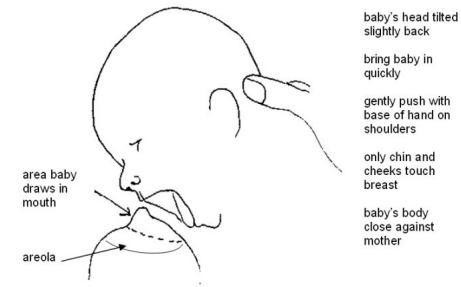 baby's head tilted
slightly back
bring baby in
quickly
gently push with
base of hand on
shoulders
only chin and
cheeks touch
breast
baby's body
close against
mother
area baby
draws in
mouth
areola